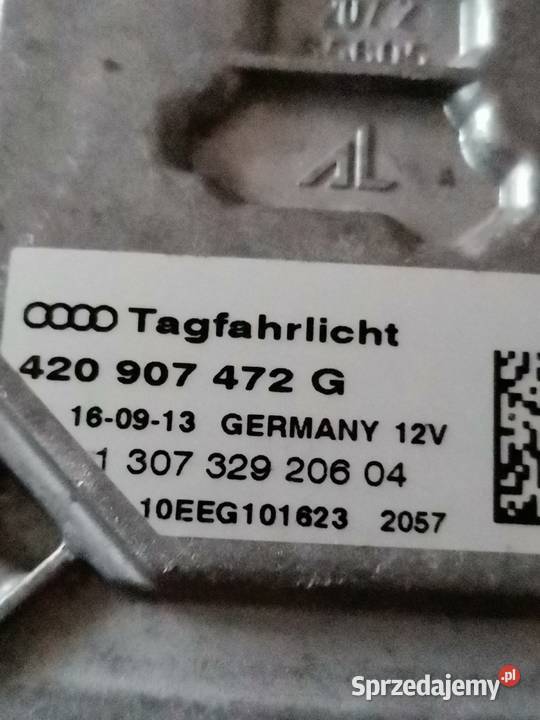 AL
Tagfahrlicht
420 907 472 G
16-09-13 GERMANY 12V
1 307 329 206 04
10EEG101623 2057
Sprzedajemy.pl